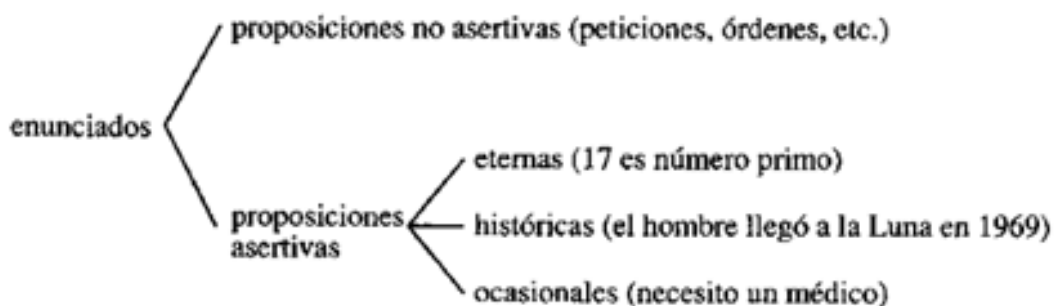 proposiciones no asertivas (peticiones, órdenes, etc.)
enunciados
eternas (17 es número primo)
proposiciones
asertivas
históricas (el hombre llegó a la Luna en 1969)
ocasionales (necesito un médico)